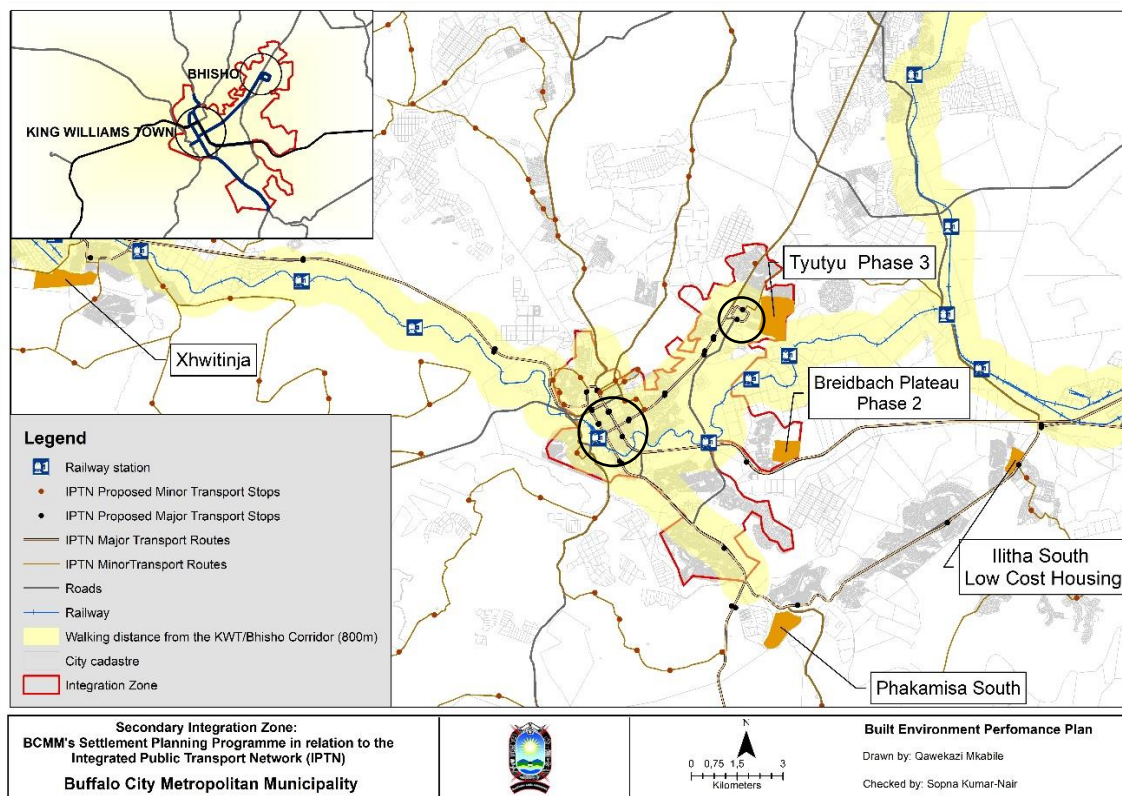 BHISHO
KING WILLIAMS TOWN
Tyutyu Phase 3
Xhwitinja
Breidbach Plateau
Phase 2
Ilitha South
Low Cost Housing
Phakamisa South
Legend
Railway station
IPTN Proposed Minor Transport Stops
IPTN Proposed Major Transport Stops
IPTN Major Transport Routes
IPTN MinorTransport Routes
Roads
Railway
Walking distance from the KWT/Bhisho Corridor (800m)
City cadastre
Integration Zone
Secondary Integration Zone:
BCMM's Settlement Planning Programme in relation to the
Integrated Public Transport Network (IPTN)
Buffalo City Metropolitan Municipality
N
0 0,75 1,5 3
Kilometers
Built Environment Perfomance Plan
Drawn by: Qawekazi Mkabile
Checked by: Sopna Kumar-Nair